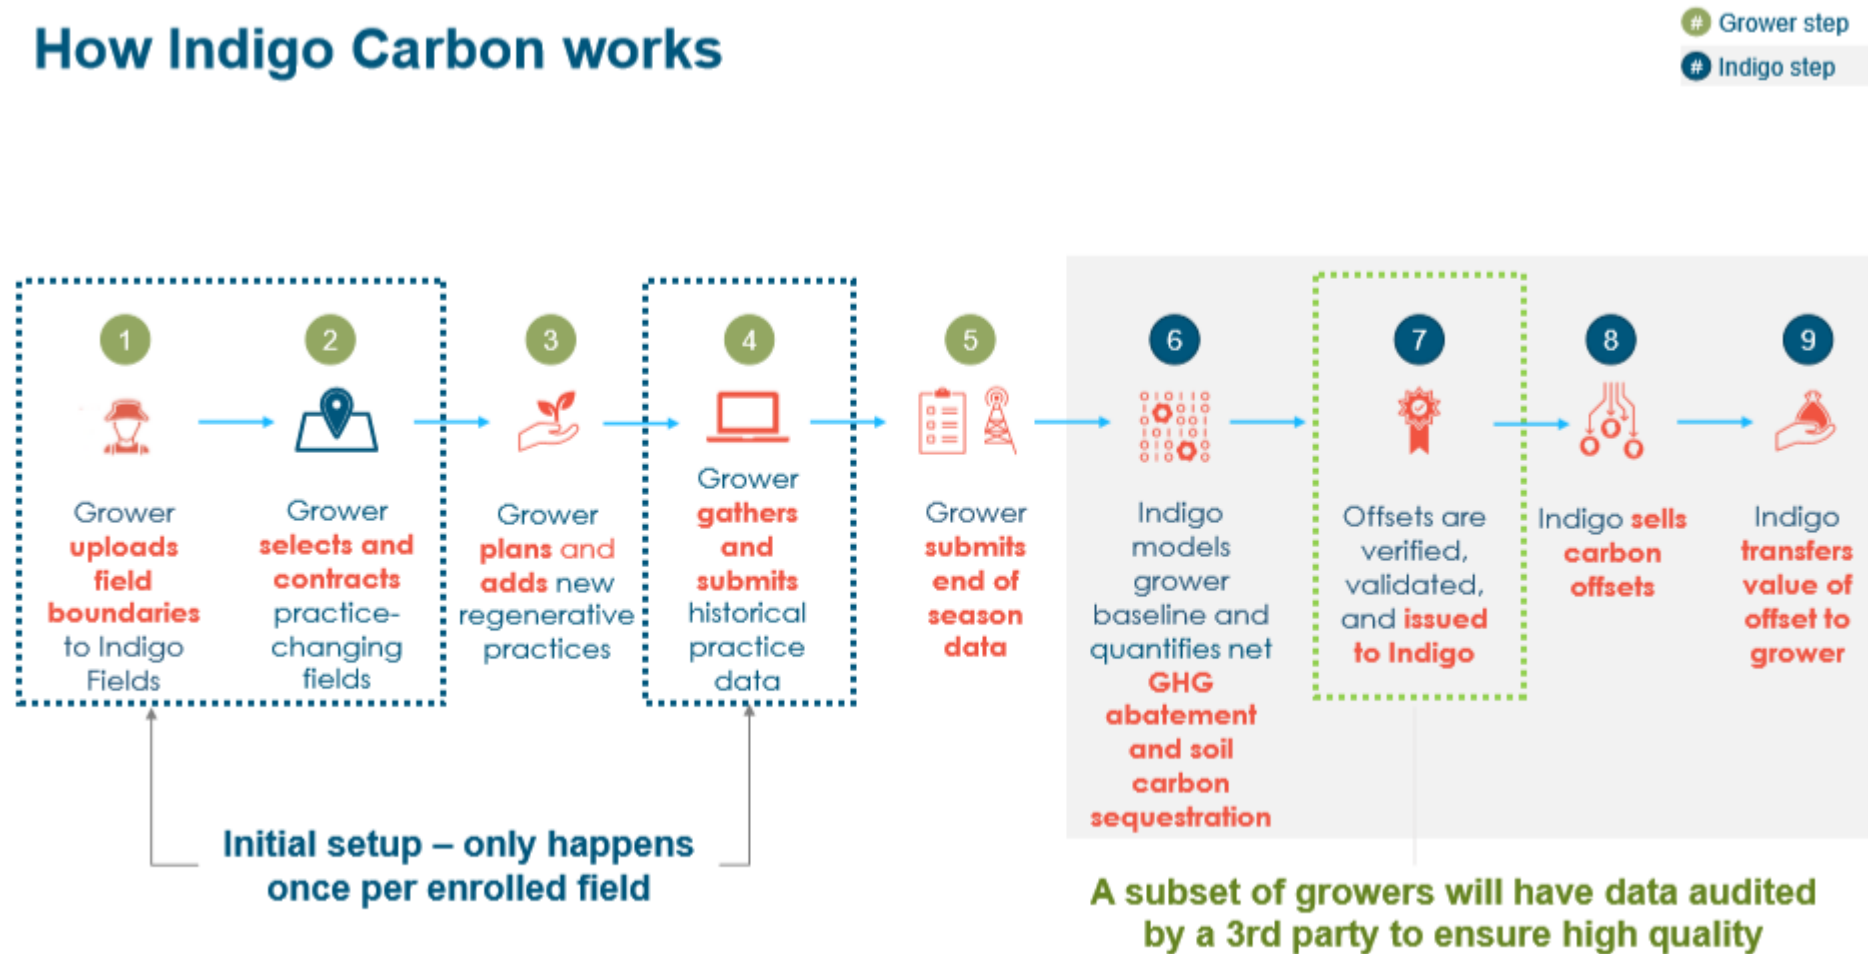 How Indigo Carbon works
# Grower step
# Indigo step
1
Grower
uploads
field
boundaries
to Indigo
Fields
2
Grower
selects and
contracts
practice-
changing
fields
3
Grower
plans and
adds new
regenerative
practices
4
Grower
gathers
and
submits
historical
practice
data
5
Grower
submits
end of
season
data
6
Indigo
models
grower
baseline and
quantifies net
GHG
abatement
and soil
carbon
sequestration
7
Offsets are
verified,
validated,
and issued
to Indigo
8
Indigo sells
carbon
offsets
9
Indigo
transfers
value of
offset to
grower
Initial setup – only happens
once per enrolled field
A subset of growers will have data audited
by a 3rd party to ensure high quality